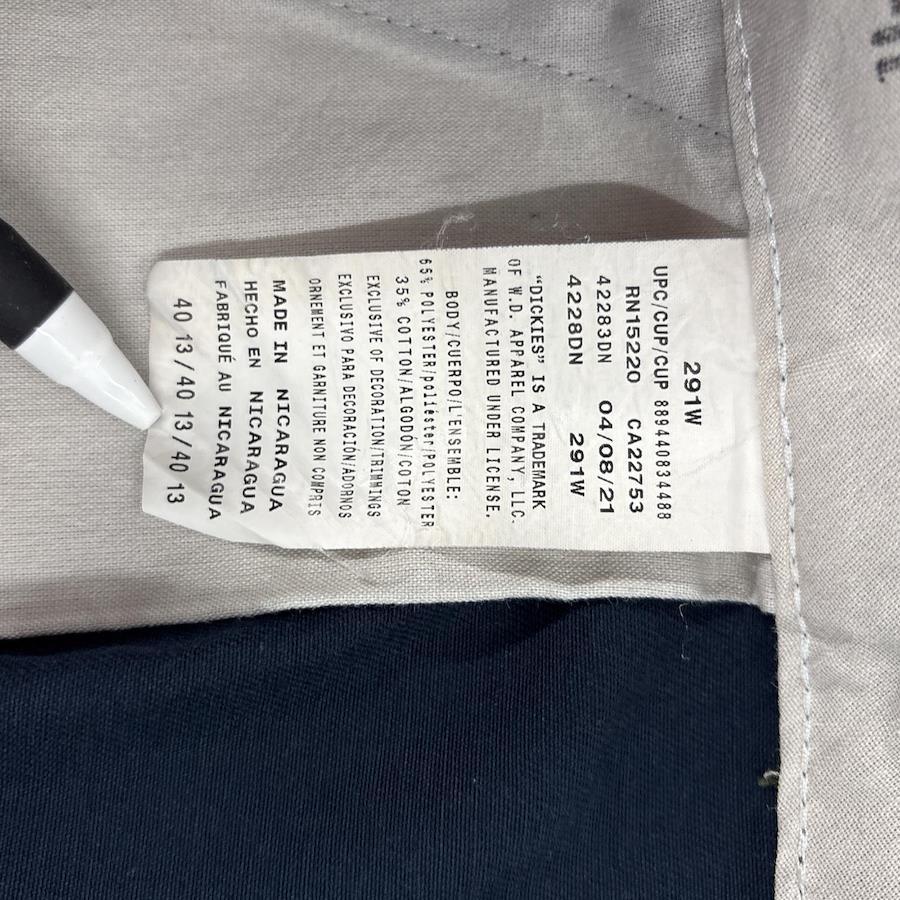 291W
UPC/CUP/CUP 889440834488
RN15220 CA22753
42283DN 04/08/21
4228DN 291W
"DICKIES" IS A TRADEMARK
OF W.D. APPAREL COMPANY, LLC.
MANUFACTURED UNDER LICENSE.
BODY/CUERPO/L'ENSEMBLE:
65% POLYESTER/poliéster/POLYESTER
35% COTTON/ALGODÓN/COTON
EXCLUSIVE OF DECORATION/TRIMMINGS
EXCLUSIVO PARA DECORACIÓN/ADORNOS
ORNEMENT ET GARNITURE NON COMPRIS
MADE IN NICARAGUA
HECHO EN NICARAGUA
FABRIQUÉ AU NICARAGUA
40 13/40 13/40 13